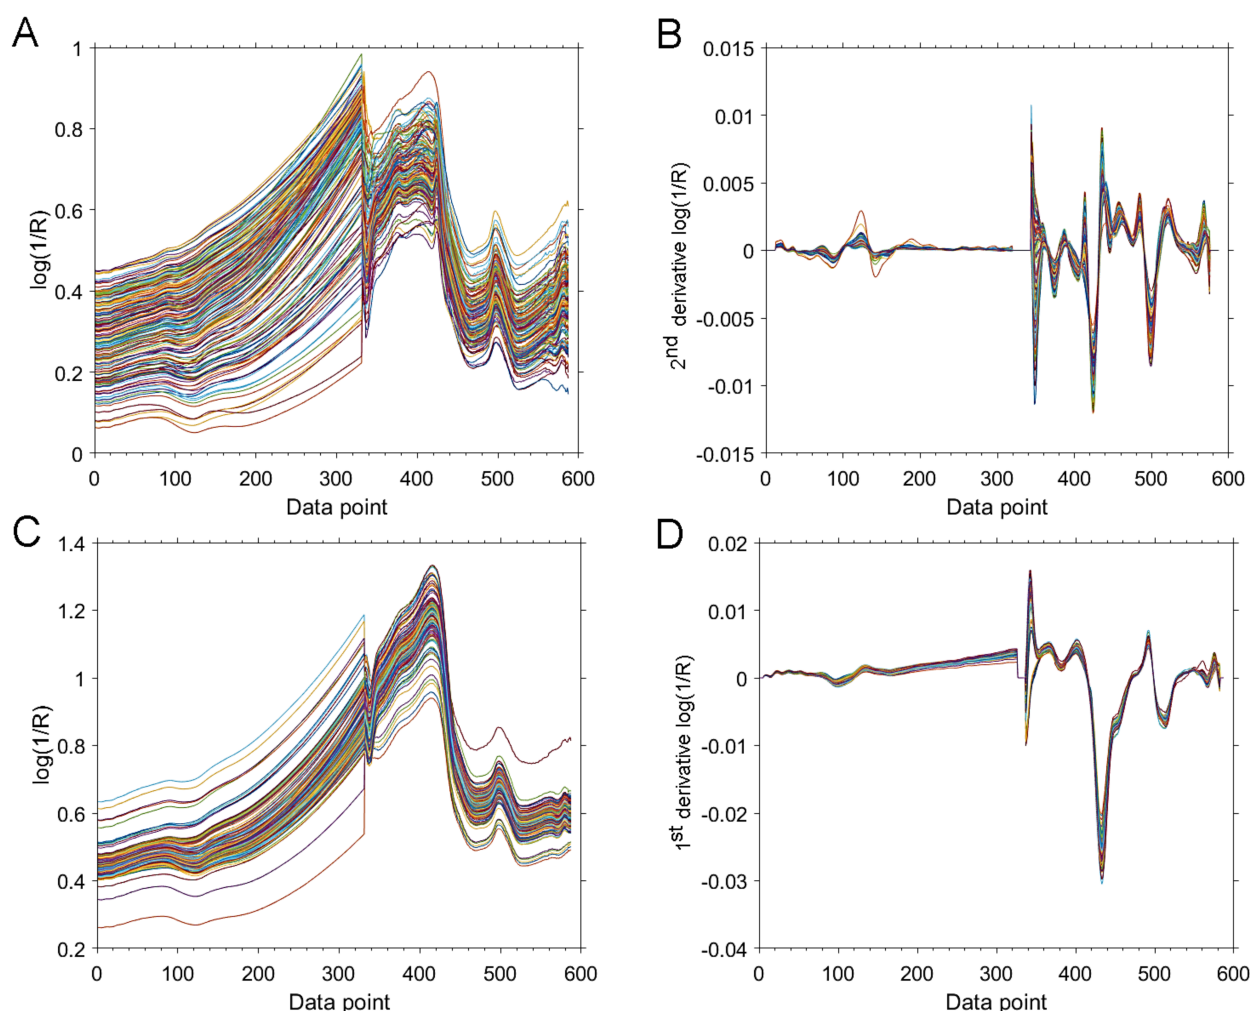 A
1
0.8
0.6
0.4
0.2
0
log(1/R)
0 100 200 300 400 500 600
Data point
B
0.015
0.01
0.005
0
-0.005
-0.01
-0.015
2nd derivative log(1/R)
0 100 200 300 400 500 600
Data point
C
1.4
1.2
1.0
0.8
0.6
0.4
0.2
log(1/R)
0 100 200 300 400 500 600
Data point
D
0.02
0.01
0
-0.01
-0.02
-0.03
-0.04
1st derivative log(1/R)
0 100 200 300 400 500 600
Data point